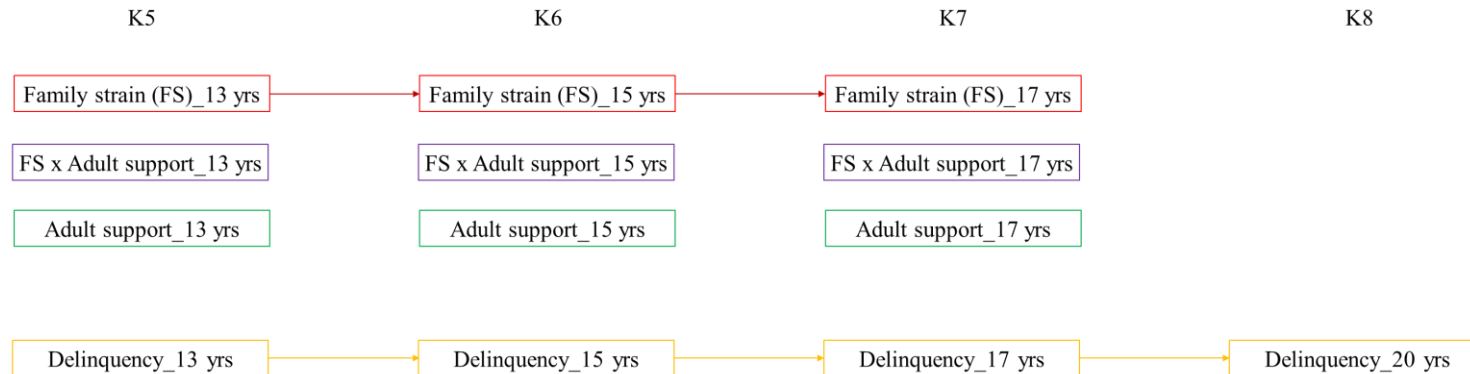 K5 K6 K7 K8
Family strain (FS)_13 yrs Family strain (FS)_15 yrs Family strain (FS)_17 yrs
FS x Adult support_13 yrs FS x Adult support_15 yrs FS x Adult support_17 yrs
Adult support_13 yrs Adult support_15 yrs Adult support_17 yrs
Delinquency_13 yrs Delinquency_15 yrs Delinquency_17 yrs Delinquency_20 yrs